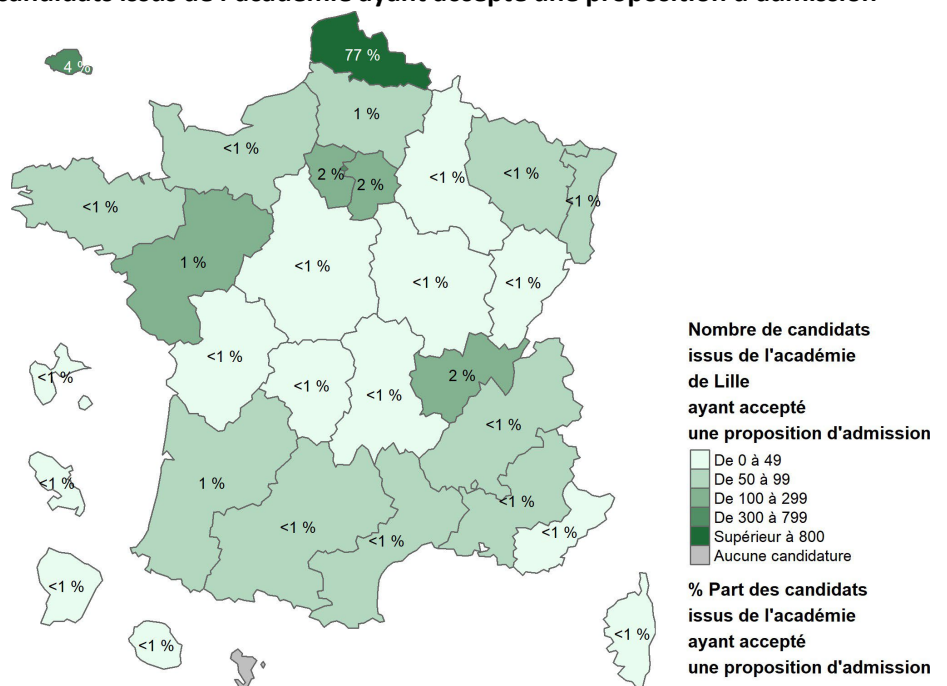 candidats issus de l'académie ayant accepté une proposition d'admission
77 %
4 %
1 %
<1 %
2 %
2 %
<1 %
<1 %
<1 %
<1 %
1 %
<1 %
<1 %
<1 %
<1 %
<1 %
<1 %
2 %
<1 %
<1 %
<1 %
1 %
<1 %
<1 %
<1 %
<1 %
<1 %
<1 %
<1 %
Nombre de candidats
issus de l'académie
de Lille
ayant accepté
une proposition d'admission
De 0 à 49
De 50 à 99
De 100 à 299
De 300 à 799
Supérieur à 800
Aucune candidature
% Part des candidats
issus de l'académie
ayant accepté
une proposition d'admission